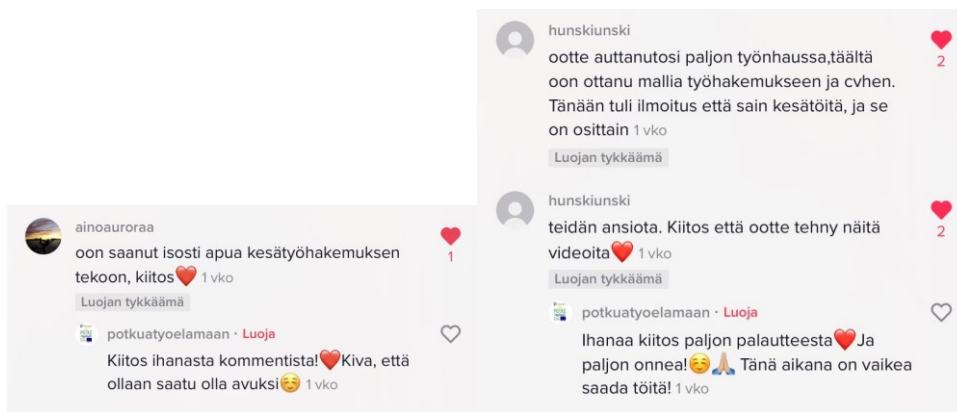 ainoauroraa
oon saanut isosti apua kesätyöhakemuksen
tekoon, kiitos❤️ 1 vko
Luojan tykkäämä
1
potkuatyoelamaan · Luoja
Kiitos ihanasta kommentista!❤️Kiva, että
ollaan saatu olla avuksi☺️ 1 vko
hunskiunski
ootte auttanutosi paljon työnhaussa,täältä
oon ottanu mallia työhakemukseen ja cvhen.
Tänään tuli ilmoitus että sain kesätöitä, ja se
on osittain 1 vko
Luojan tykkäämä
2
hunskiunski
teidän ansiota. Kiitos että ootte tehny näitä
videoita❤️ 1 vko
Luojan tykkäämä
2
potkuatyoelamaan · Luoja
Ihanaa kiitos paljon palautteesta❤️Ja
paljon onnea!☺️🙏🏼 Tänä aikana on vaikea
saada töitä! 1 vko